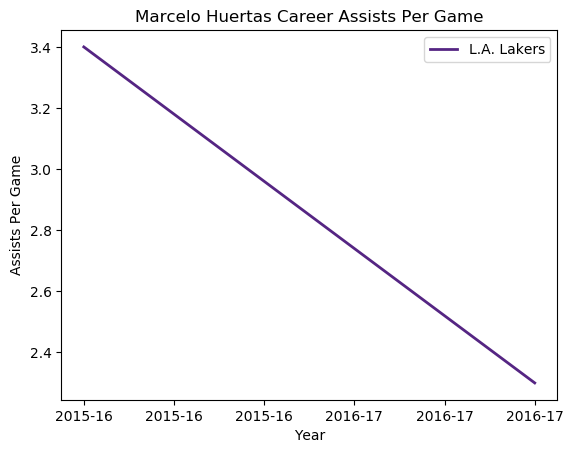 Marcelo Huertas Career Assists Per Game
L.A. Lakers
3.4
3.2
3.0
2.8
2.6
2.4
Assists Per Game
2015-16 2015-16 2015-16 2016-17 2016-17 2016-17
Year